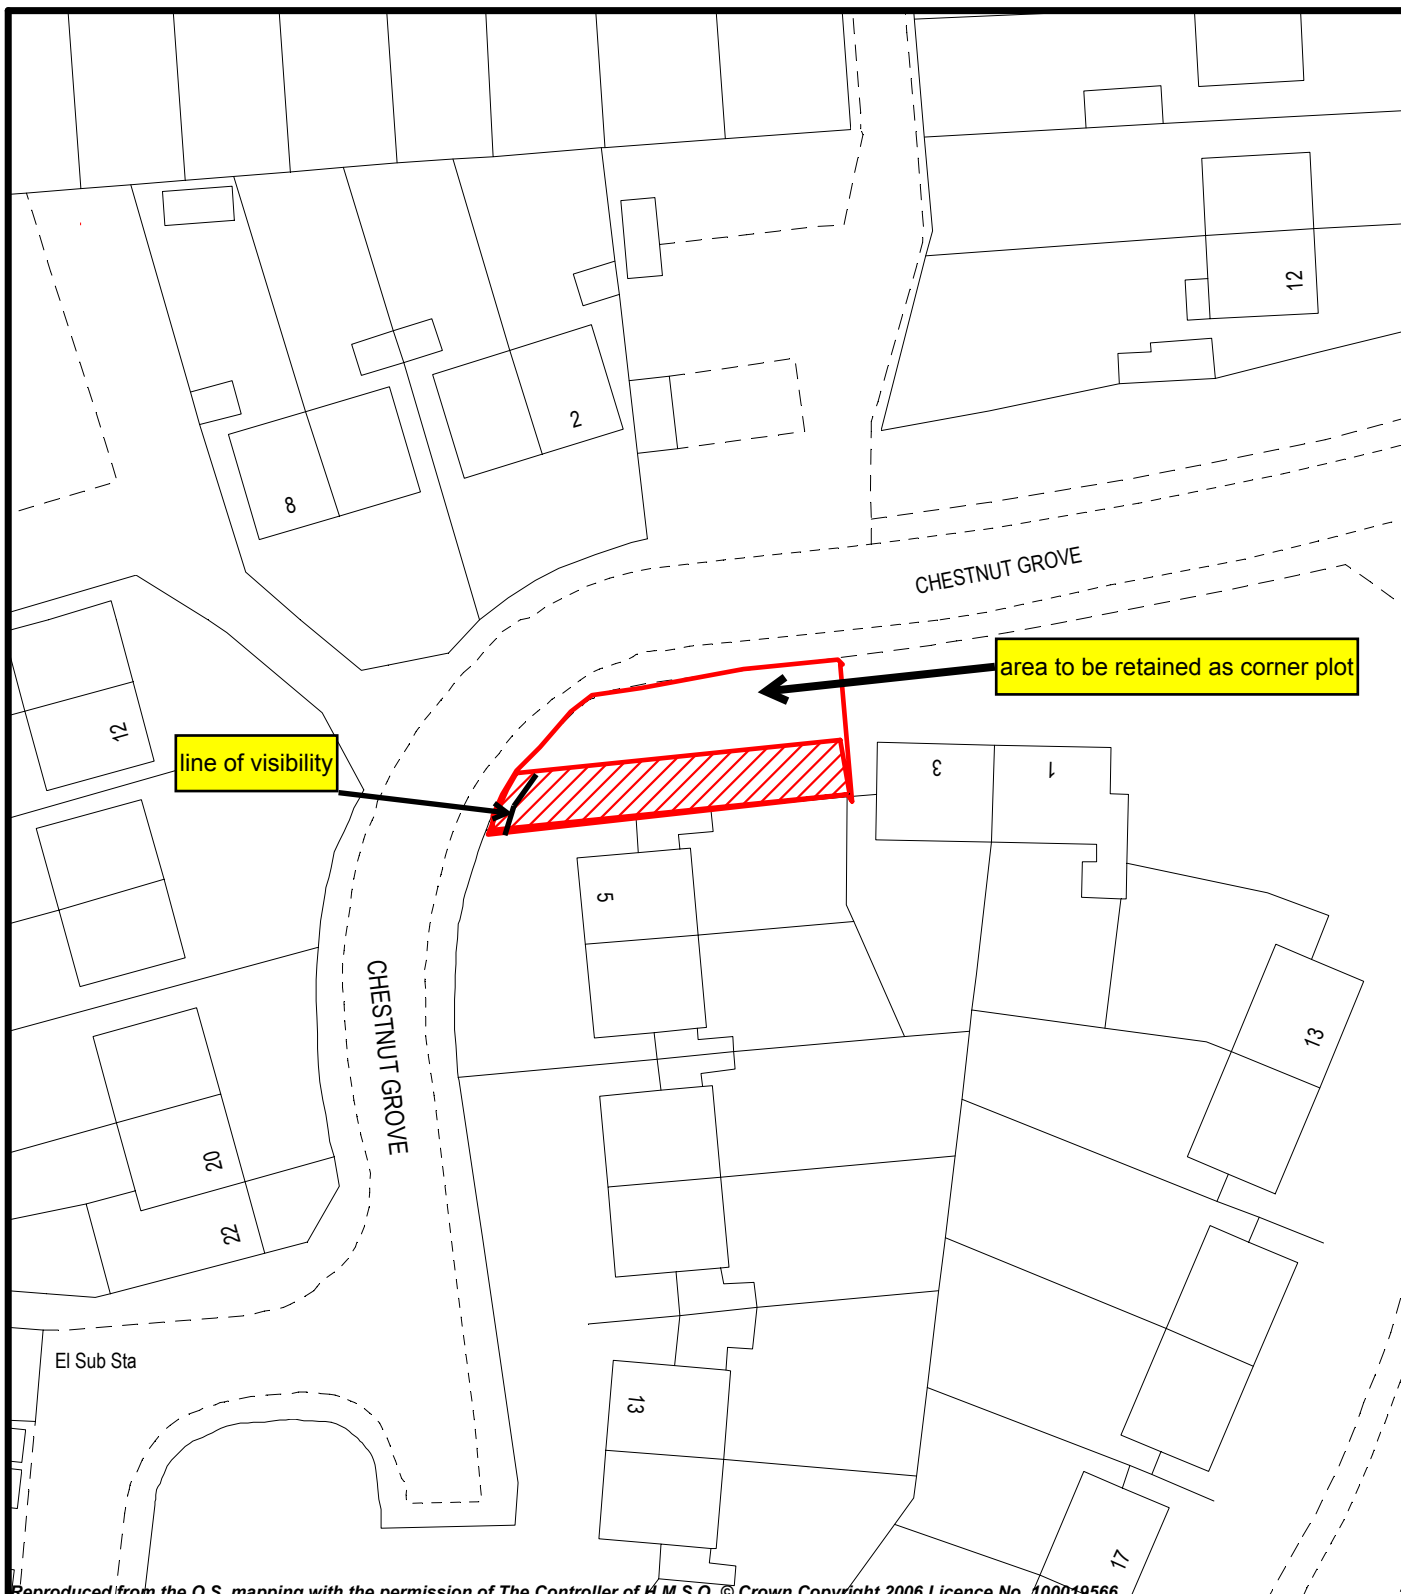 12
2
8
CHESTNUT GROVE
area to be retained as corner plot
12
line of visibility
3
1
5
CHESTNUT GROVE
13
20
22
El Sub Sta
13
17
Reproduced from the O.S. mapping with the permission of The Controller of H.M.S.O. © Crown Copyright 2006 Licence No. 100019566